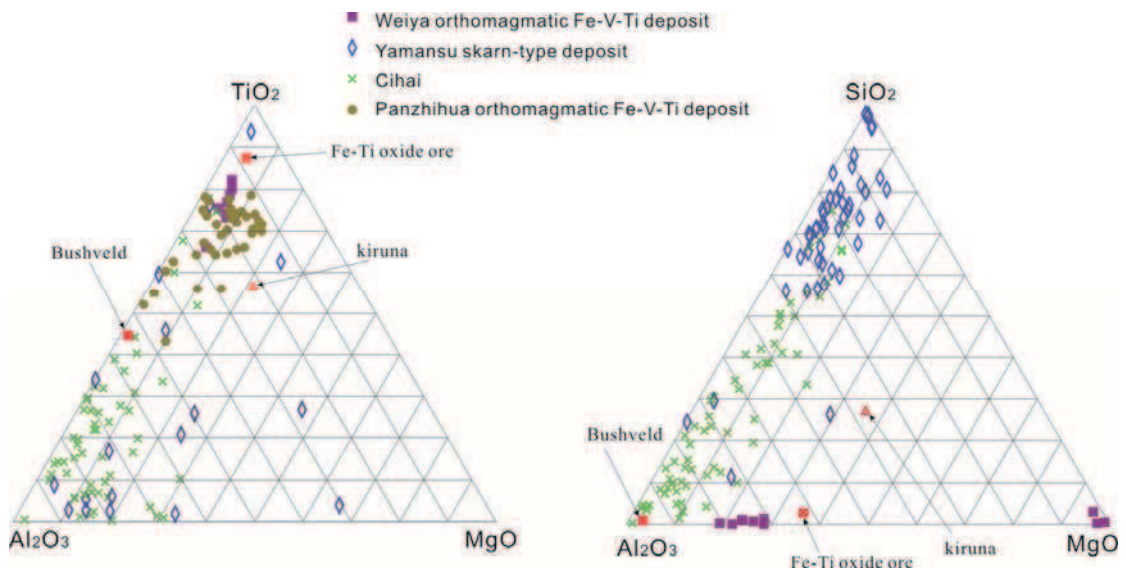 Weiya orthomagmatic Fe-V-Ti deposit
Yamansu skarn-type deposit
Cihai
Panzhihua orthomagmatic Fe-V-Ti deposit
TiO₂
Fe-Ti oxide ore
Bushveld
kiruna
Al₂O₃
MgO
SiO₂
Bushveld
Al₂O₃
MgO
kiruna
Fe-Ti oxide ore